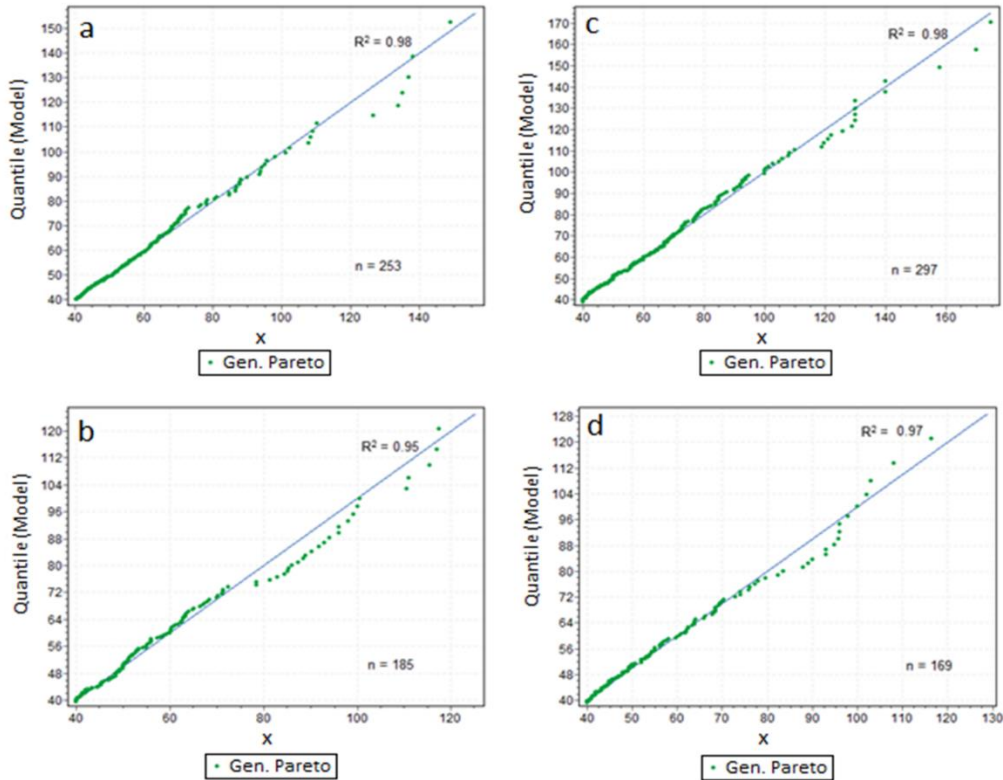 a
R² = 0.98
Quantile (Model)
150
140
130
120
110
100
90
80
70
60
50
40
n = 253
40 60 80 100 120 140
x
Gen. Pareto
c
R² = 0.98
Quantile (Model)
170
160
150
140
130
120
110
100
90
80
70
60
50
40
n = 297
40 60 80 100 120 140 160
x
Gen. Pareto
b
R² = 0.95
Quantile (Model)
120
112
104
96
88
80
72
64
56
48
40
n = 185
40 60 80 100 120
x
Gen. Pareto
d
R² = 0.97
Quantile (Model)
128
120
112
104
96
88
80
72
64
56
48
40
n = 169
40 50 60 70 80 90 100 110 120 130
x
Gen. Pareto